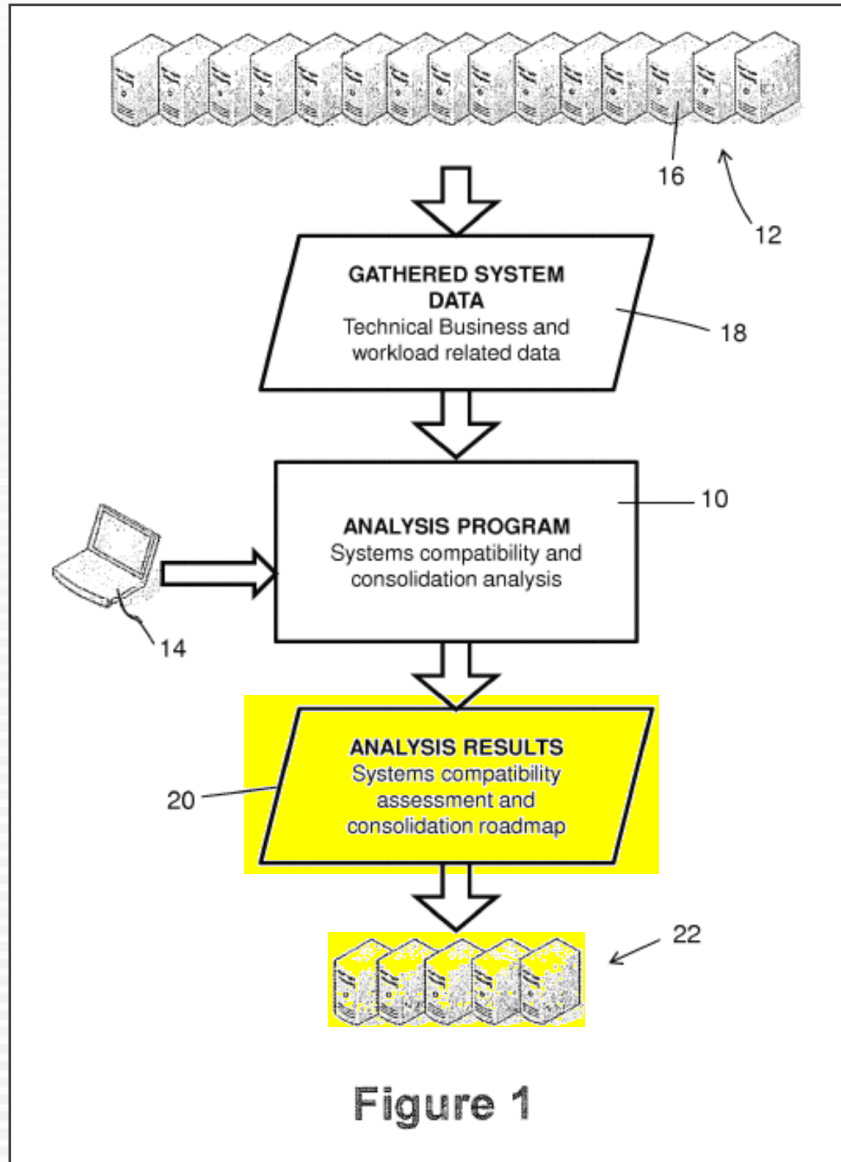 16
12
GATHERED SYSTEM
DATA
Technical Business and
workload related data
18
10
ANALYSIS PROGRAM
Systems compatibility and
consolidation analysis
14
ANALYSIS RESULTS
Systems compatibility
assessment and
consolidation roadmap
20
22
Figure 1